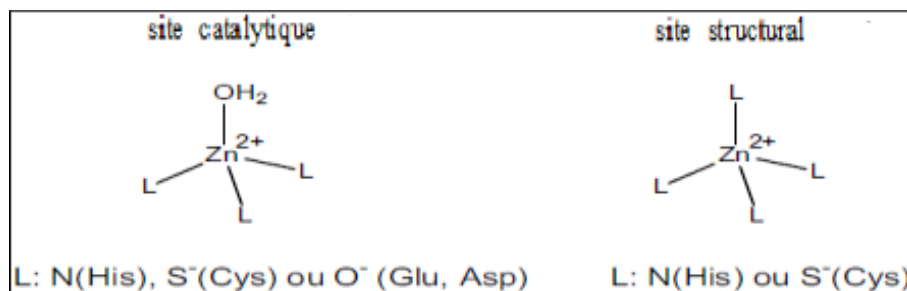 site catalytique
site structural
OH₂
L
Zn²⁺
Zn²⁺
L
L
L
L
L
L
L: N(His), S⁻(Cys) ou O⁻ (Glu, Asp)
L: N(His) ou S⁻(Cys)